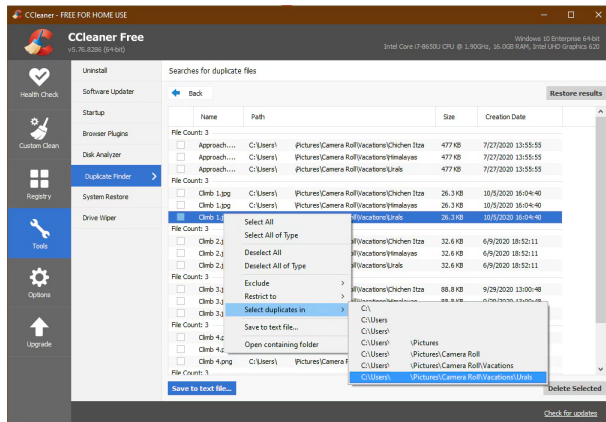 CCleaner - FREE FOR HOME USE
CCleaner Free
v5.76.8286 (64-bit)
Windows 10 Enterprise 64-bit
Intel Core i7-8650U CPU @ 1.90GHz, 16.0GB RAM, Intel UHD Graphics 620
Health Check
Custom Clean
Registry
Tools
Options
Upgrade
Uninstall
Software Updater
Startup
Browser Plugins
Disk Analyzer
Duplicate Finder
System Restore
Drive Wiper
Searches for duplicate files
Back
Restore results
Name Path Size Creation Date
File Count: 3
Approach.... C:\Users\ \Pictures\Camera Roll\Vacations\Chichen Itza 477 KB 7/27/2020 13:55:55
Approach.... C:\Users\ \Pictures\Camera Roll\Vacations\Himalayas 477 KB 7/27/2020 13:55:55
Approach.... C:\Users\ \Pictures\Camera Roll\Vacations\Urals 477 KB 7/27/2020 13:55:55
File Count: 3
Climb 1.jpg C:\Users\ \Pictures\Camera Roll\Vacations\Chichen Itza 26.3 KB 10/5/2020 16:04:40
Climb 1.jpg C:\Users\ \Pictures\Camera Roll\Vacations\Himalayas 26.3 KB 10/5/2020 16:04:40
Climb 1.j oll\Vacations\Urals 26.3 KB 10/5/2020 16:04:40
File Count: 3
Climb 2.j oll\Vacations\Chichen Itza 32.6 KB 6/9/2020 18:52:11
Climb 2.j oll\Vacations\Himalayas 32.6 KB 6/9/2020 18:52:11
Climb 2.j oll\Vacations\Urals 32.6 KB 6/9/2020 18:52:11
File Count: 3
Climb 3.j oll\Vacations\Chichen Itza 88.8 KB 9/29/2020 13:00:48
Climb 3.j
Climb 3.j
File Count: 3
Climb 4.p
Climb 4.p
Climb 4.png C:\Users\ \Pictures\Camera
File Count: 3
Select All
Select All of Type
Deselect All
Deselect All of Type
Exclude
Restrict to
Select duplicates in
Save to text file...
Open containing folder
C:\
C:\Users
C:\Users\
C:\Users\ \Pictures
C:\Users\ \Pictures\Camera Roll
C:\Users\ \Pictures\Camera Roll\Vacations
C:\Users\ \Pictures\Camera Roll\Vacations\Urals
Save to text file...
Delete Selected
Check for updates